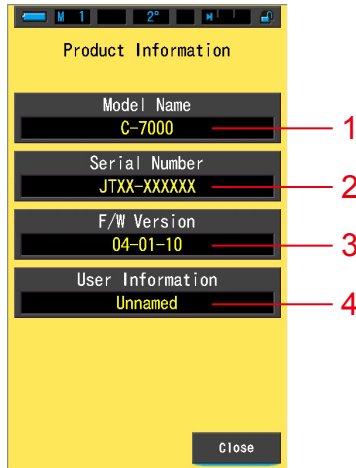 M 1 2°
Product Information
Model Name
C-7000
1
Serial Number
JTXX-XXXXXX
2
F/W Version
04-01-10
3
User Information
Unnamed
4
Close